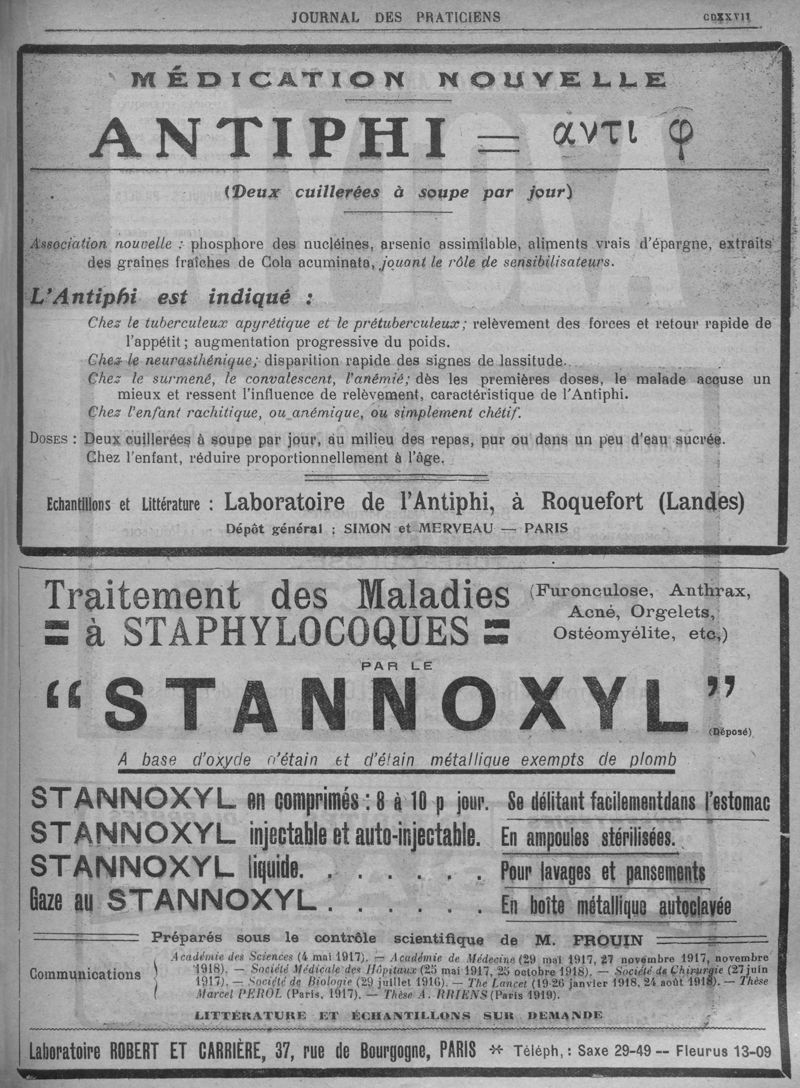 JOURNAL DES PRATICIENS
MÉDICATION NOUVELLE
ANTIPHI = αντι φ
(Deux cuillerées à soupe par jour)
Association nouvelle : phosphore des nucléines, arsenic assimilable, aliments vrais d'épargne, extraits
des graines fraîches de Cola acuminata, jouant le rôle de sensibilisateurs.
L'Antiphi est indiqué :
Chez le tuberculeux apyrétique et le prétuberculeux; relèvement des forces et retour rapide de
l'appétit; augmentation progressive du poids.
Chez le neurasthénique; disparition rapide des signes de lassitude.
Chez le surmené, le convalescent, l'anémié; dès les premières doses, le malade accuse un
mieux et ressent l'influence de relèvement, caractéristique de l'Antiphi.
Chez l'enfant rachitique, ou anémique, ou simplement chétif.
DOSES : Deux cuillerées à soupe par jour, au milieu des repas, pur ou dans un peu d'eau sucrée.
Chez l'enfant, réduire proportionnellement à l'âge.
Echantillons et Littérature : Laboratoire de l'Antiphi, à Roquefort (Landes)
Dépôt général : SIMON et MERVEAU — PARIS
Traitement des Maladies (Furonculose, Anthrax,
à STAPHYLOCOQUES Acné, Orgelets,
Ostéomyélite, etc,)
PAR LE
"STANNOXYL"
(Déposé)
A base d'oxyde d'étain et d'étain métallique exempts de plomb
STANNOXYL en comprimés : 8 à 10 p jour. Se délitant facilement dans l'estomac
STANNOXYL injectable et auto-injectable. En ampoules stérilisées.
STANNOXYL liquide. . . . . . . Pour lavages et pansements
Gaze au STANNOXYL . . . . . . En boîte métallique autoclavée
Préparés sous le contrôle scientifique de M. FROUIN
Communications
Académie des Sciences (4 mai 1917). — Académie de Médecine (29 mai 1917, 27 novembre 1917, novembre
1918). — Société Médicale des Hôpitaux (25 mai 1917, 25 octobre 1918). — Société de Chirurgie (27 juin
1917). — Société de Biologie (29 juillet 1916). — The Lancet (19-26 janvier 1918, 24 août 1918). — Thèse
Marcel PEROL (Paris, 1917). — Thèse A. BRIENS (Paris 1919).
LITTÉRATURE ET ÉCHANTILLONS SUR DEMANDE
Laboratoire ROBERT ET CARRIÈRE, 37, rue de Bourgogne, PARIS Téléph, : Saxe 29-49 -- Fleurus 13-09